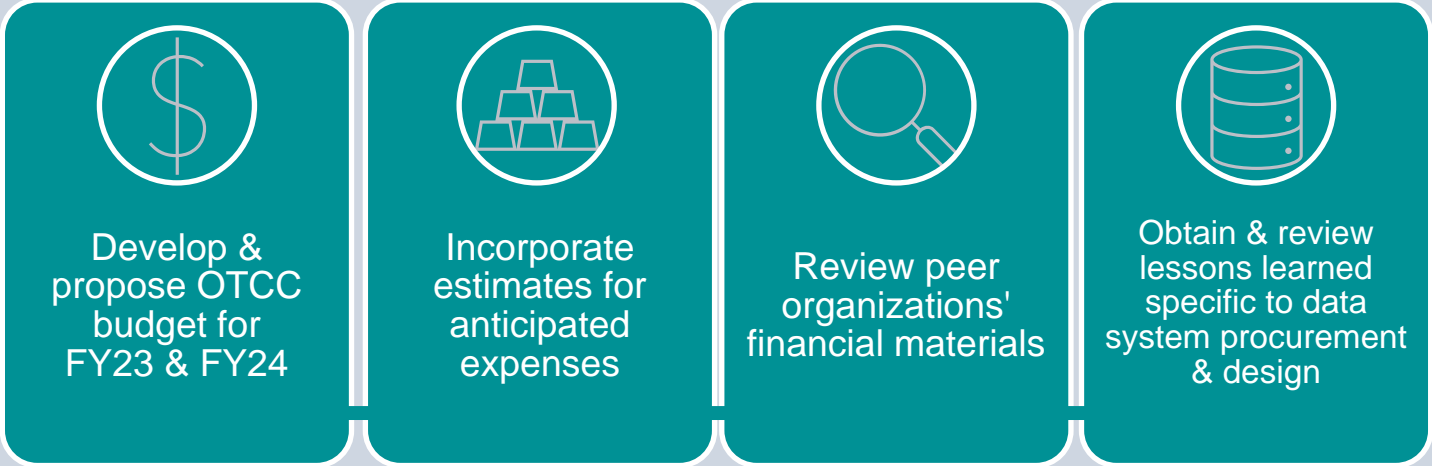 Develop &
propose OTCC
budget for
FY23 & FY24
Incorporate
estimates for
anticipated
expenses
Review peer
organizations'
financial materials
Obtain & review
lessons learned
specific to data
system procurement
& design